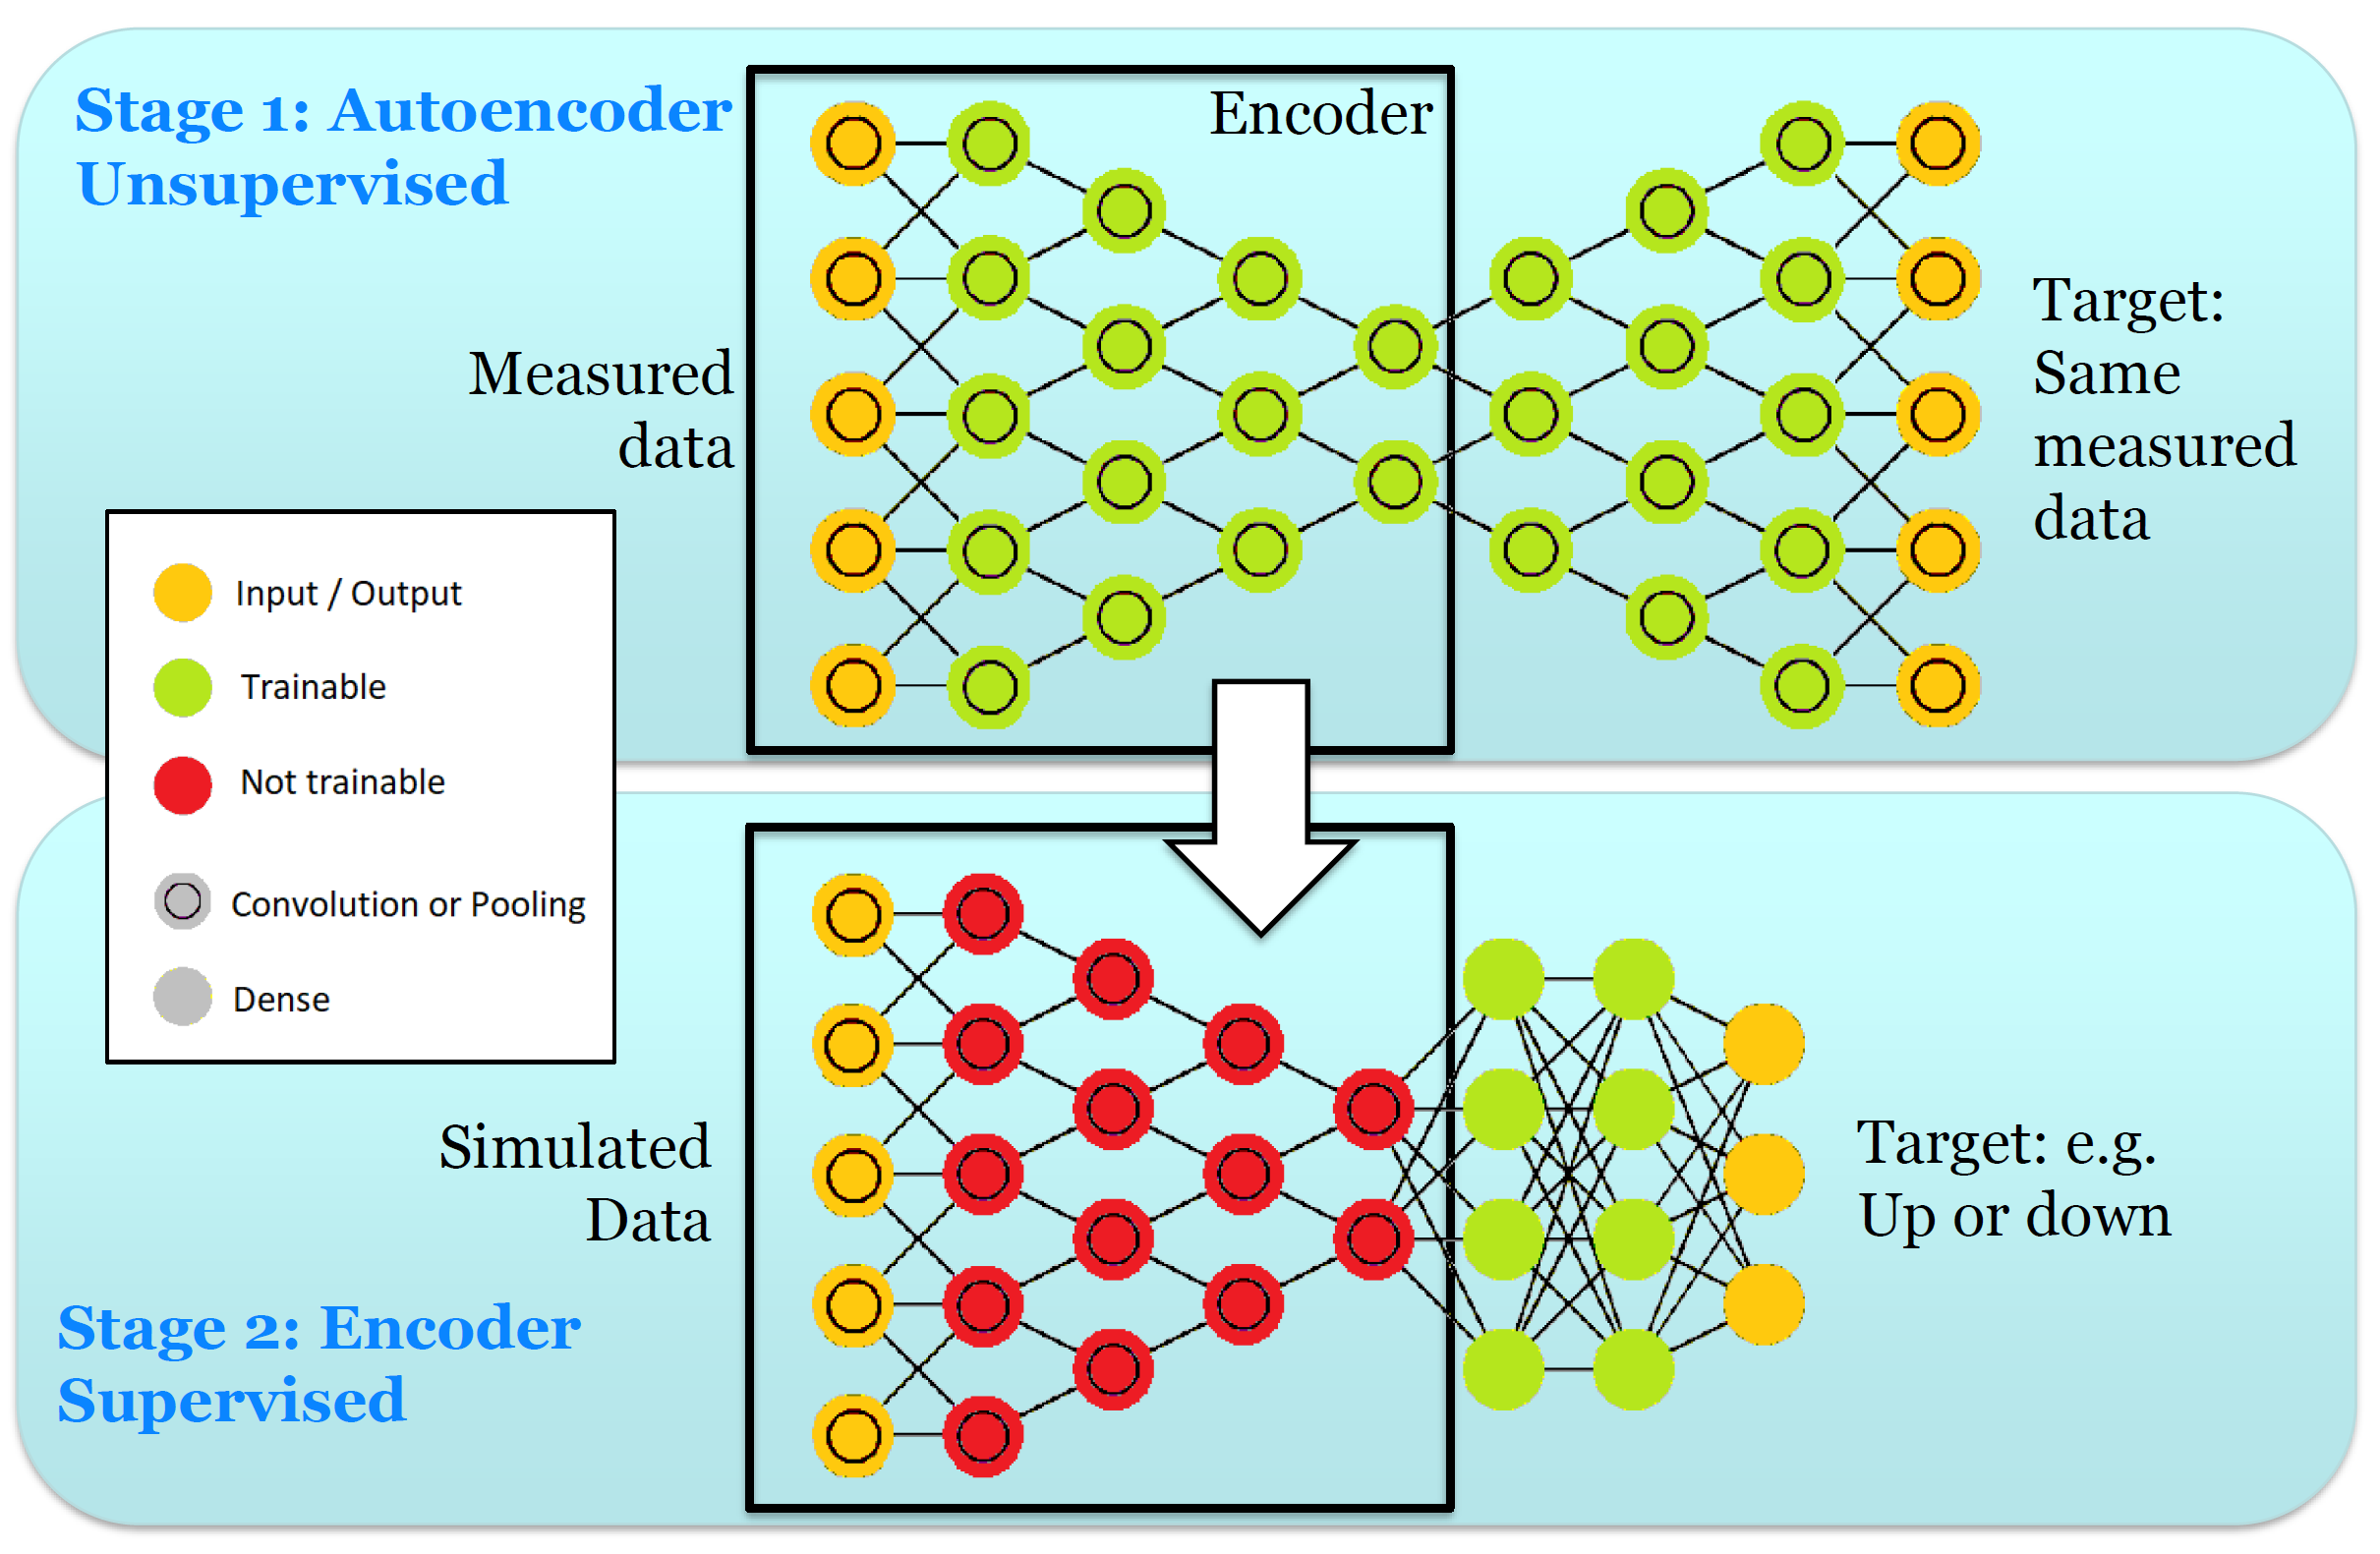 Stage 1: Autoencoder
Unsupervised
Encoder
Measured
data
Target:
Same
measured
data
Input / Output
Trainable
Not trainable
Convolution or Pooling
Dense
Simulated
Data
Target: e.g.
Up or down
Stage 2: Encoder
Supervised